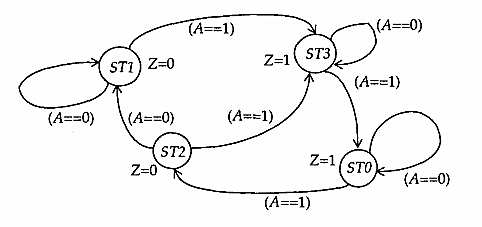 (A==1)
(A==0)
ST1
Z=0
Z=1
ST3
(A==1)
(A==0)
(A==0)
(A==1)
ST2
Z=0
Z=1
ST0
(A==0)
(A==1)